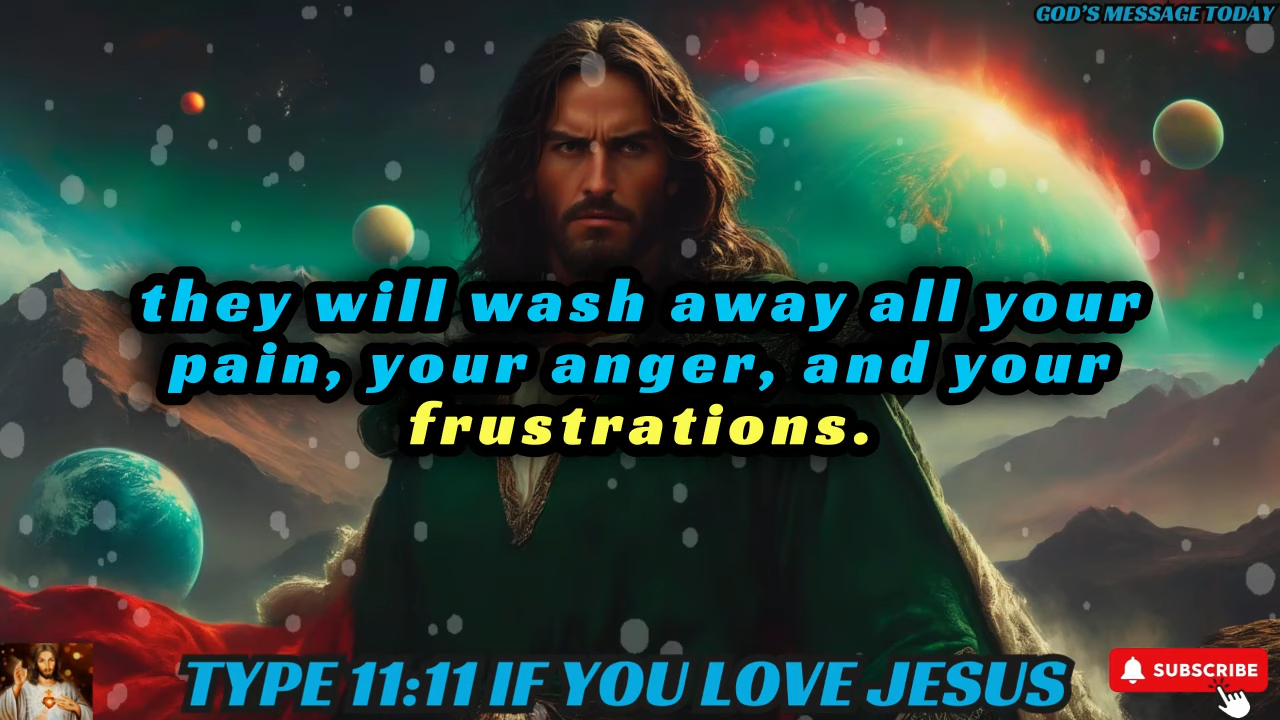 GOD'S MESSAGE TODAY
they will wash away all your
pain, your anger, and your
frustrations.
TYPE 11:11 IF YOU LOVE JESUS
SUBSCRIBE